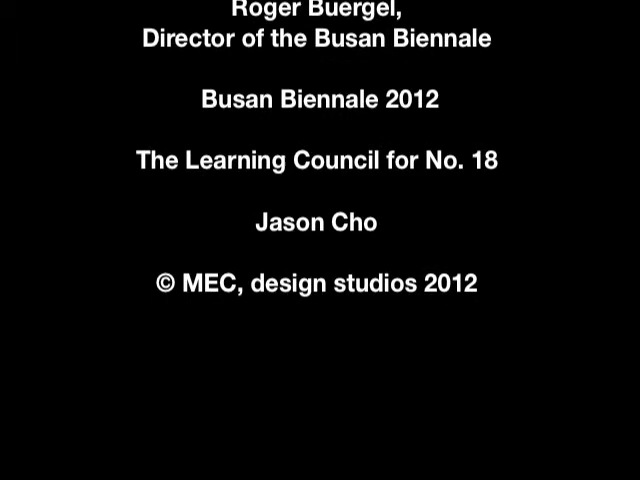 Roger Buergel,
Director of the Busan Biennale
Busan Biennale 2012
The Learning Council for No. 18
Jason Cho
© MEC, design studios 2012